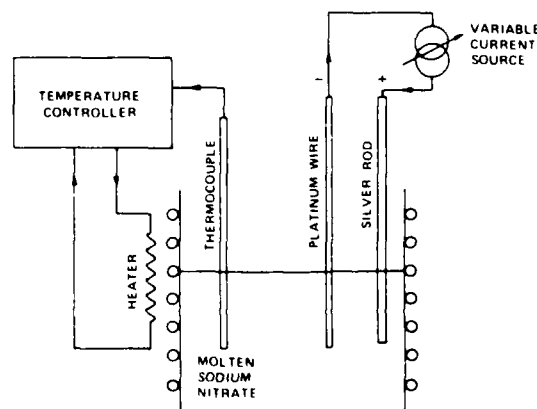 VARIABLE
CURRENT
SOURCE
- +
TEMPERATURE
CONTROLLER
THERMOCOUPLE
PLATINUM WIRE
SILVER ROD
HEATER
MOLTEN
SODIUM
NITRATE